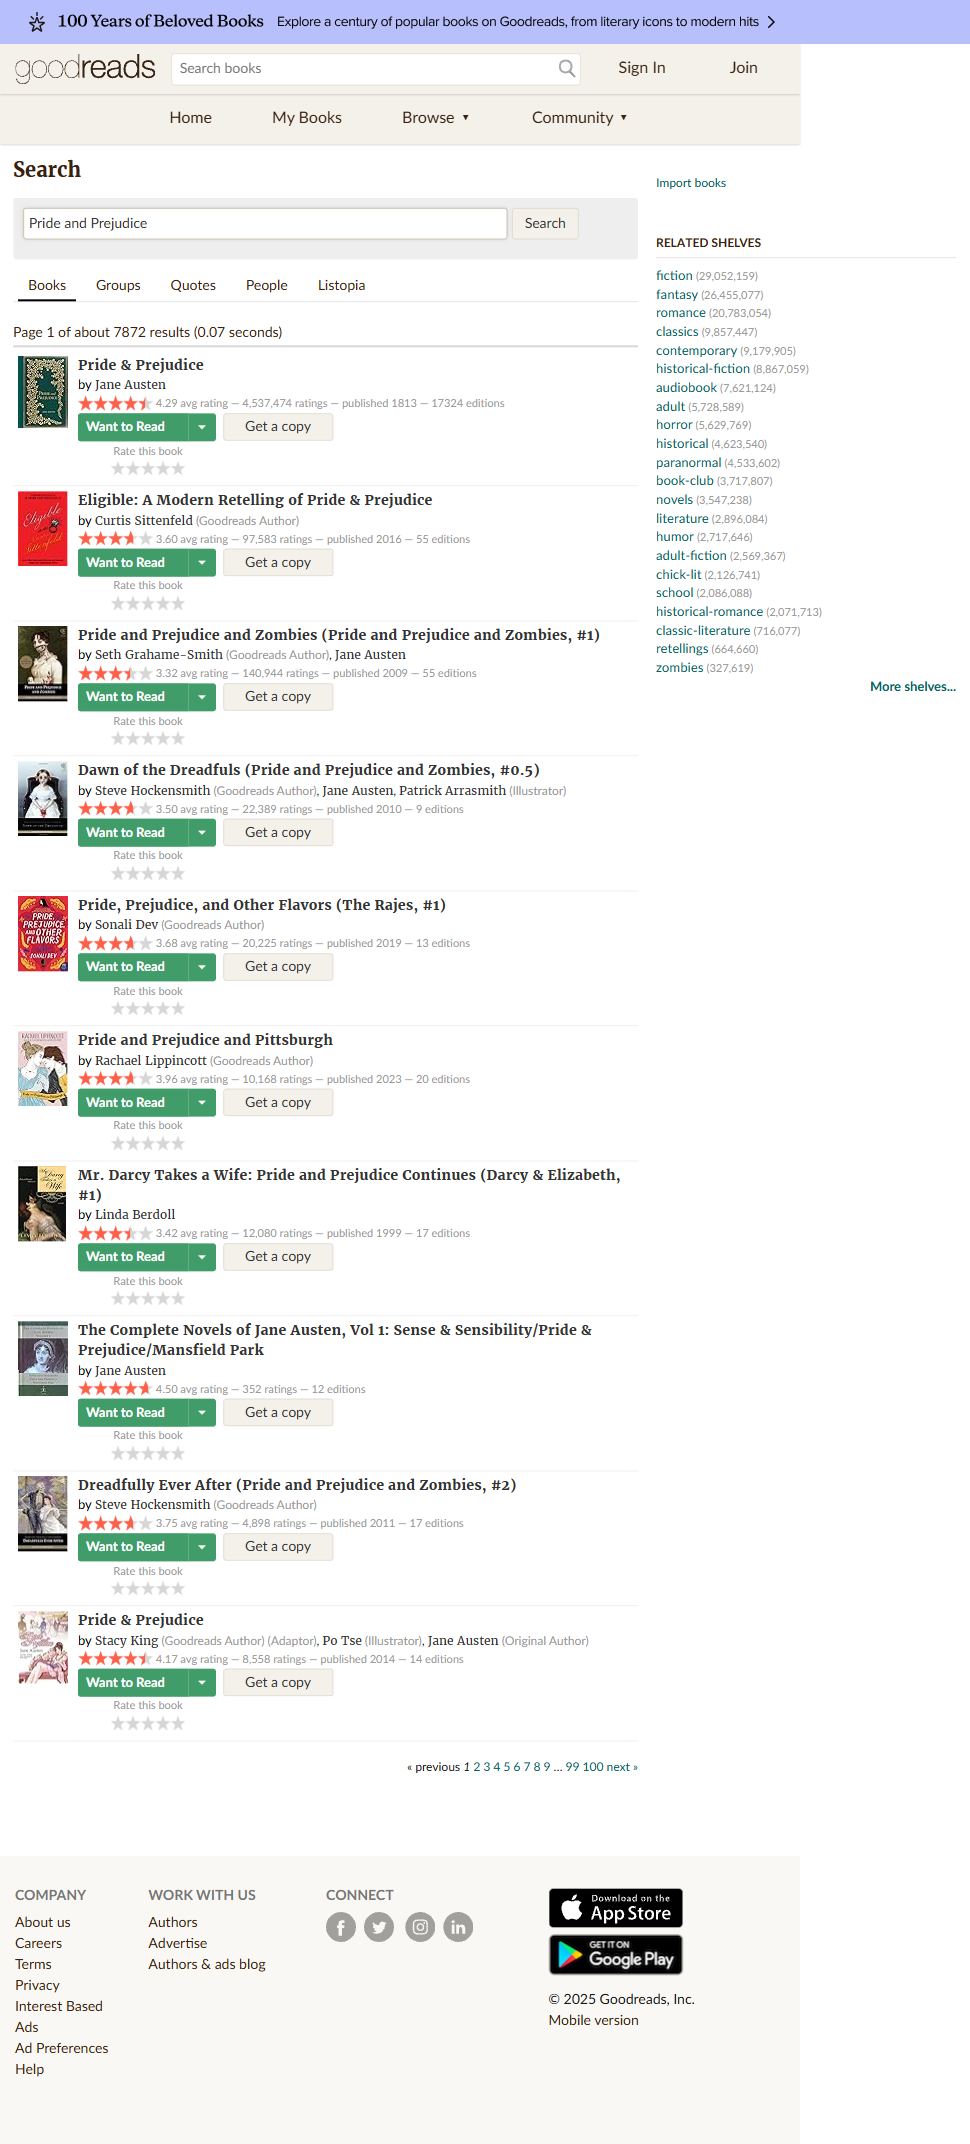 100 Years of Beloved Books Explore a century of popular books on Goodreads, from literary icons to modern hits
goodreads Search books Sign In Join
Home My Books Browse ▾ Community ▾
Search
Import books
Pride and Prejudice Search
RELATED SHELVES
fiction (29,052,159)
fantasy (26,455,077)
romance (20,783,054)
classics (9,857,447)
contemporary (9,179,905)
historical-fiction (8,867,059)
audiobook (7,621,124)
adult (5,728,589)
horror (5,629,769)
historical (4,623,540)
paranormal (4,533,602)
book-club (3,717,807)
novels (3,547,238)
literature (2,896,084)
humor (2,717,646)
adult-fiction (2,569,367)
chick-lit (2,126,741)
school (2,086,088)
historical-romance (2,071,713)
classic-literature (716,077)
retellings (664,660)
zombies (327,619)
More shelves...
Books Groups Quotes People Listopia
Page 1 of about 7872 results (0.07 seconds)
Pride & Prejudice
by Jane Austen
4.29 avg rating — 4,537,474 ratings — published 1813 — 17324 editions
Want to Read Get a copy
Rate this book
Eligible: A Modern Retelling of Pride & Prejudice
by Curtis Sittenfeld (Goodreads Author)
3.60 avg rating — 97,583 ratings — published 2016 — 55 editions
Want to Read Get a copy
Rate this book
Pride and Prejudice and Zombies (Pride and Prejudice and Zombies, #1)
by Seth Grahame-Smith (Goodreads Author), Jane Austen
3.32 avg rating — 140,944 ratings — published 2009 — 55 editions
Want to Read Get a copy
Rate this book
Dawn of the Dreadfuls (Pride and Prejudice and Zombies, #0.5)
by Steve Hockensmith (Goodreads Author), Jane Austen, Patrick Arrasmith (Illustrator)
3.50 avg rating — 22,389 ratings — published 2010 — 9 editions
Want to Read Get a copy
Rate this book
PRIDE, PREJUDICE, AND OTHER FLAVORS SONALI DEV
Pride, Prejudice, and Other Flavors (The Rajes, #1)
by Sonali Dev (Goodreads Author)
3.68 avg rating — 20,225 ratings — published 2019 — 13 editions
Want to Read Get a copy
Rate this book
Pride and Prejudice and Pittsburgh
by Rachael Lippincott (Goodreads Author)
3.96 avg rating — 10,168 ratings — published 2023 — 20 editions
Want to Read Get a copy
Rate this book
Mr. Darcy Takes a Wife: Pride and Prejudice Continues (Darcy & Elizabeth,
#1)
by Linda Berdoll
3.42 avg rating — 12,080 ratings — published 1999 — 17 editions
Want to Read Get a copy
Rate this book
The Complete Novels of Jane Austen, Vol 1: Sense & Sensibility/Pride &
Prejudice/Mansfield Park
by Jane Austen
4.50 avg rating — 352 ratings — 12 editions
Want to Read Get a copy
Rate this book
Dreadfully Ever After (Pride and Prejudice and Zombies, #2)
by Steve Hockensmith (Goodreads Author)
3.75 avg rating — 4,898 ratings — published 2011 — 17 editions
Want to Read Get a copy
Rate this book
Pride & Prejudice
by Stacy King (Goodreads Author) (Adaptor), Po Tse (Illustrator), Jane Austen (Original Author)
4.17 avg rating — 8,558 ratings — published 2014 — 14 editions
Want to Read Get a copy
Rate this book
« previous 1 2 3 4 5 6 7 8 9 … 99 100 next »
COMPANY
About us
Careers
Terms
Privacy
Interest Based
Ads
Ad Preferences
Help
WORK WITH US
Authors
Advertise
Authors & ads blog
CONNECT
Download on the
App Store
GET IT ON
Google Play
© 2025 Goodreads, Inc.
Mobile version